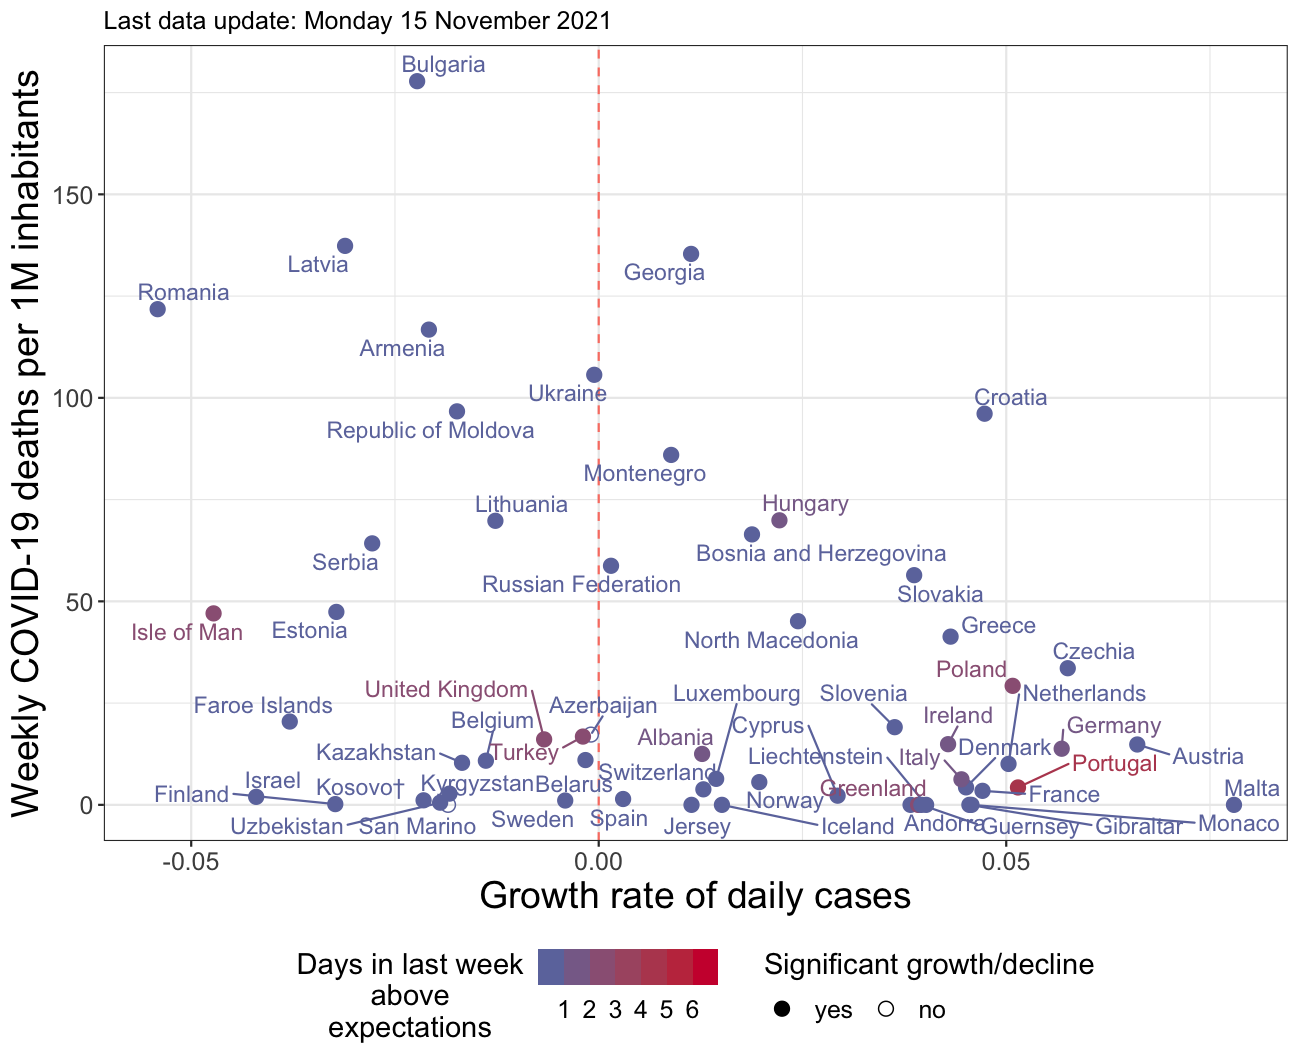 Last data update: Monday 15 November 2021
Weekly COVID-19 deaths per 1M inhabitants
150
100
50
0
Bulgaria
Latvia
Georgia
Romania
Armenia
Ukraine
Croatia
Republic of Moldova
Montenegro
Lithuania
Hungary
Serbia
Bosnia and Herzegovina
Russian Federation
Slovakia
Isle of Man
Estonia
North Macedonia
Greece
Czechia
Poland
United Kingdom
Luxembourg
Slovenia
Netherlands
Faroe Islands
Azerbaijan
Belgium
Cyprus
Ireland
Germany
Albania
Kazakhstan
Turkey
Liechtenstein
Italy
Denmark
Austria
Portugal
Switzerland
Israel
Finland
Kosovo†
Kyrgyzstan
Belarus
Norway
Greenland
France
Malta
Uzbekistan
San Marino
Sweden
Spain
Jersey
Iceland
Andorra
Guernsey
Gibraltar
Monaco
-0.05
0.00
0.05
Growth rate of daily cases
Days in last week
above
expectations
1 2 3 4 5 6
Significant growth/decline
yes no